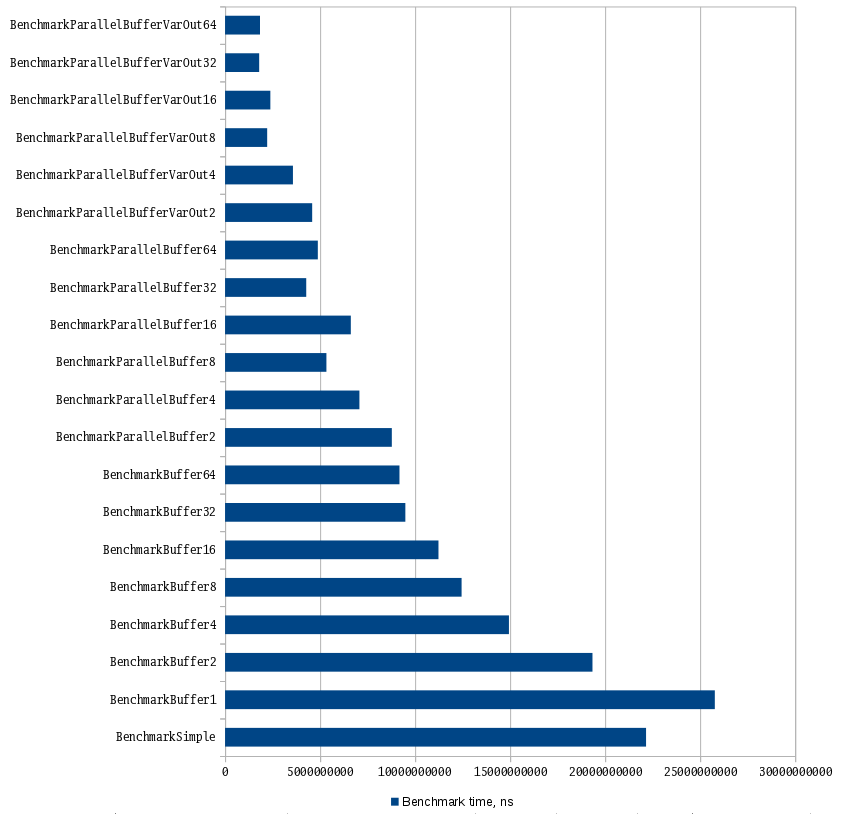 BenchmarkParallelBufferVarOut64
BenchmarkParallelBufferVarOut32
BenchmarkParallelBufferVarOut16
BenchmarkParallelBufferVarOut8
BenchmarkParallelBufferVarOut4
BenchmarkParallelBufferVarOut2
BenchmarkParallelBuffer64
BenchmarkParallelBuffer32
BenchmarkParallelBuffer16
BenchmarkParallelBuffer8
BenchmarkParallelBuffer4
BenchmarkParallelBuffer2
BenchmarkBuffer64
BenchmarkBuffer32
BenchmarkBuffer16
BenchmarkBuffer8
BenchmarkBuffer4
BenchmarkBuffer2
BenchmarkBuffer1
BenchmarkSimple
0 5000000000 10000000000 15000000000 20000000000 25000000000 30000000000
Benchmark time, ns